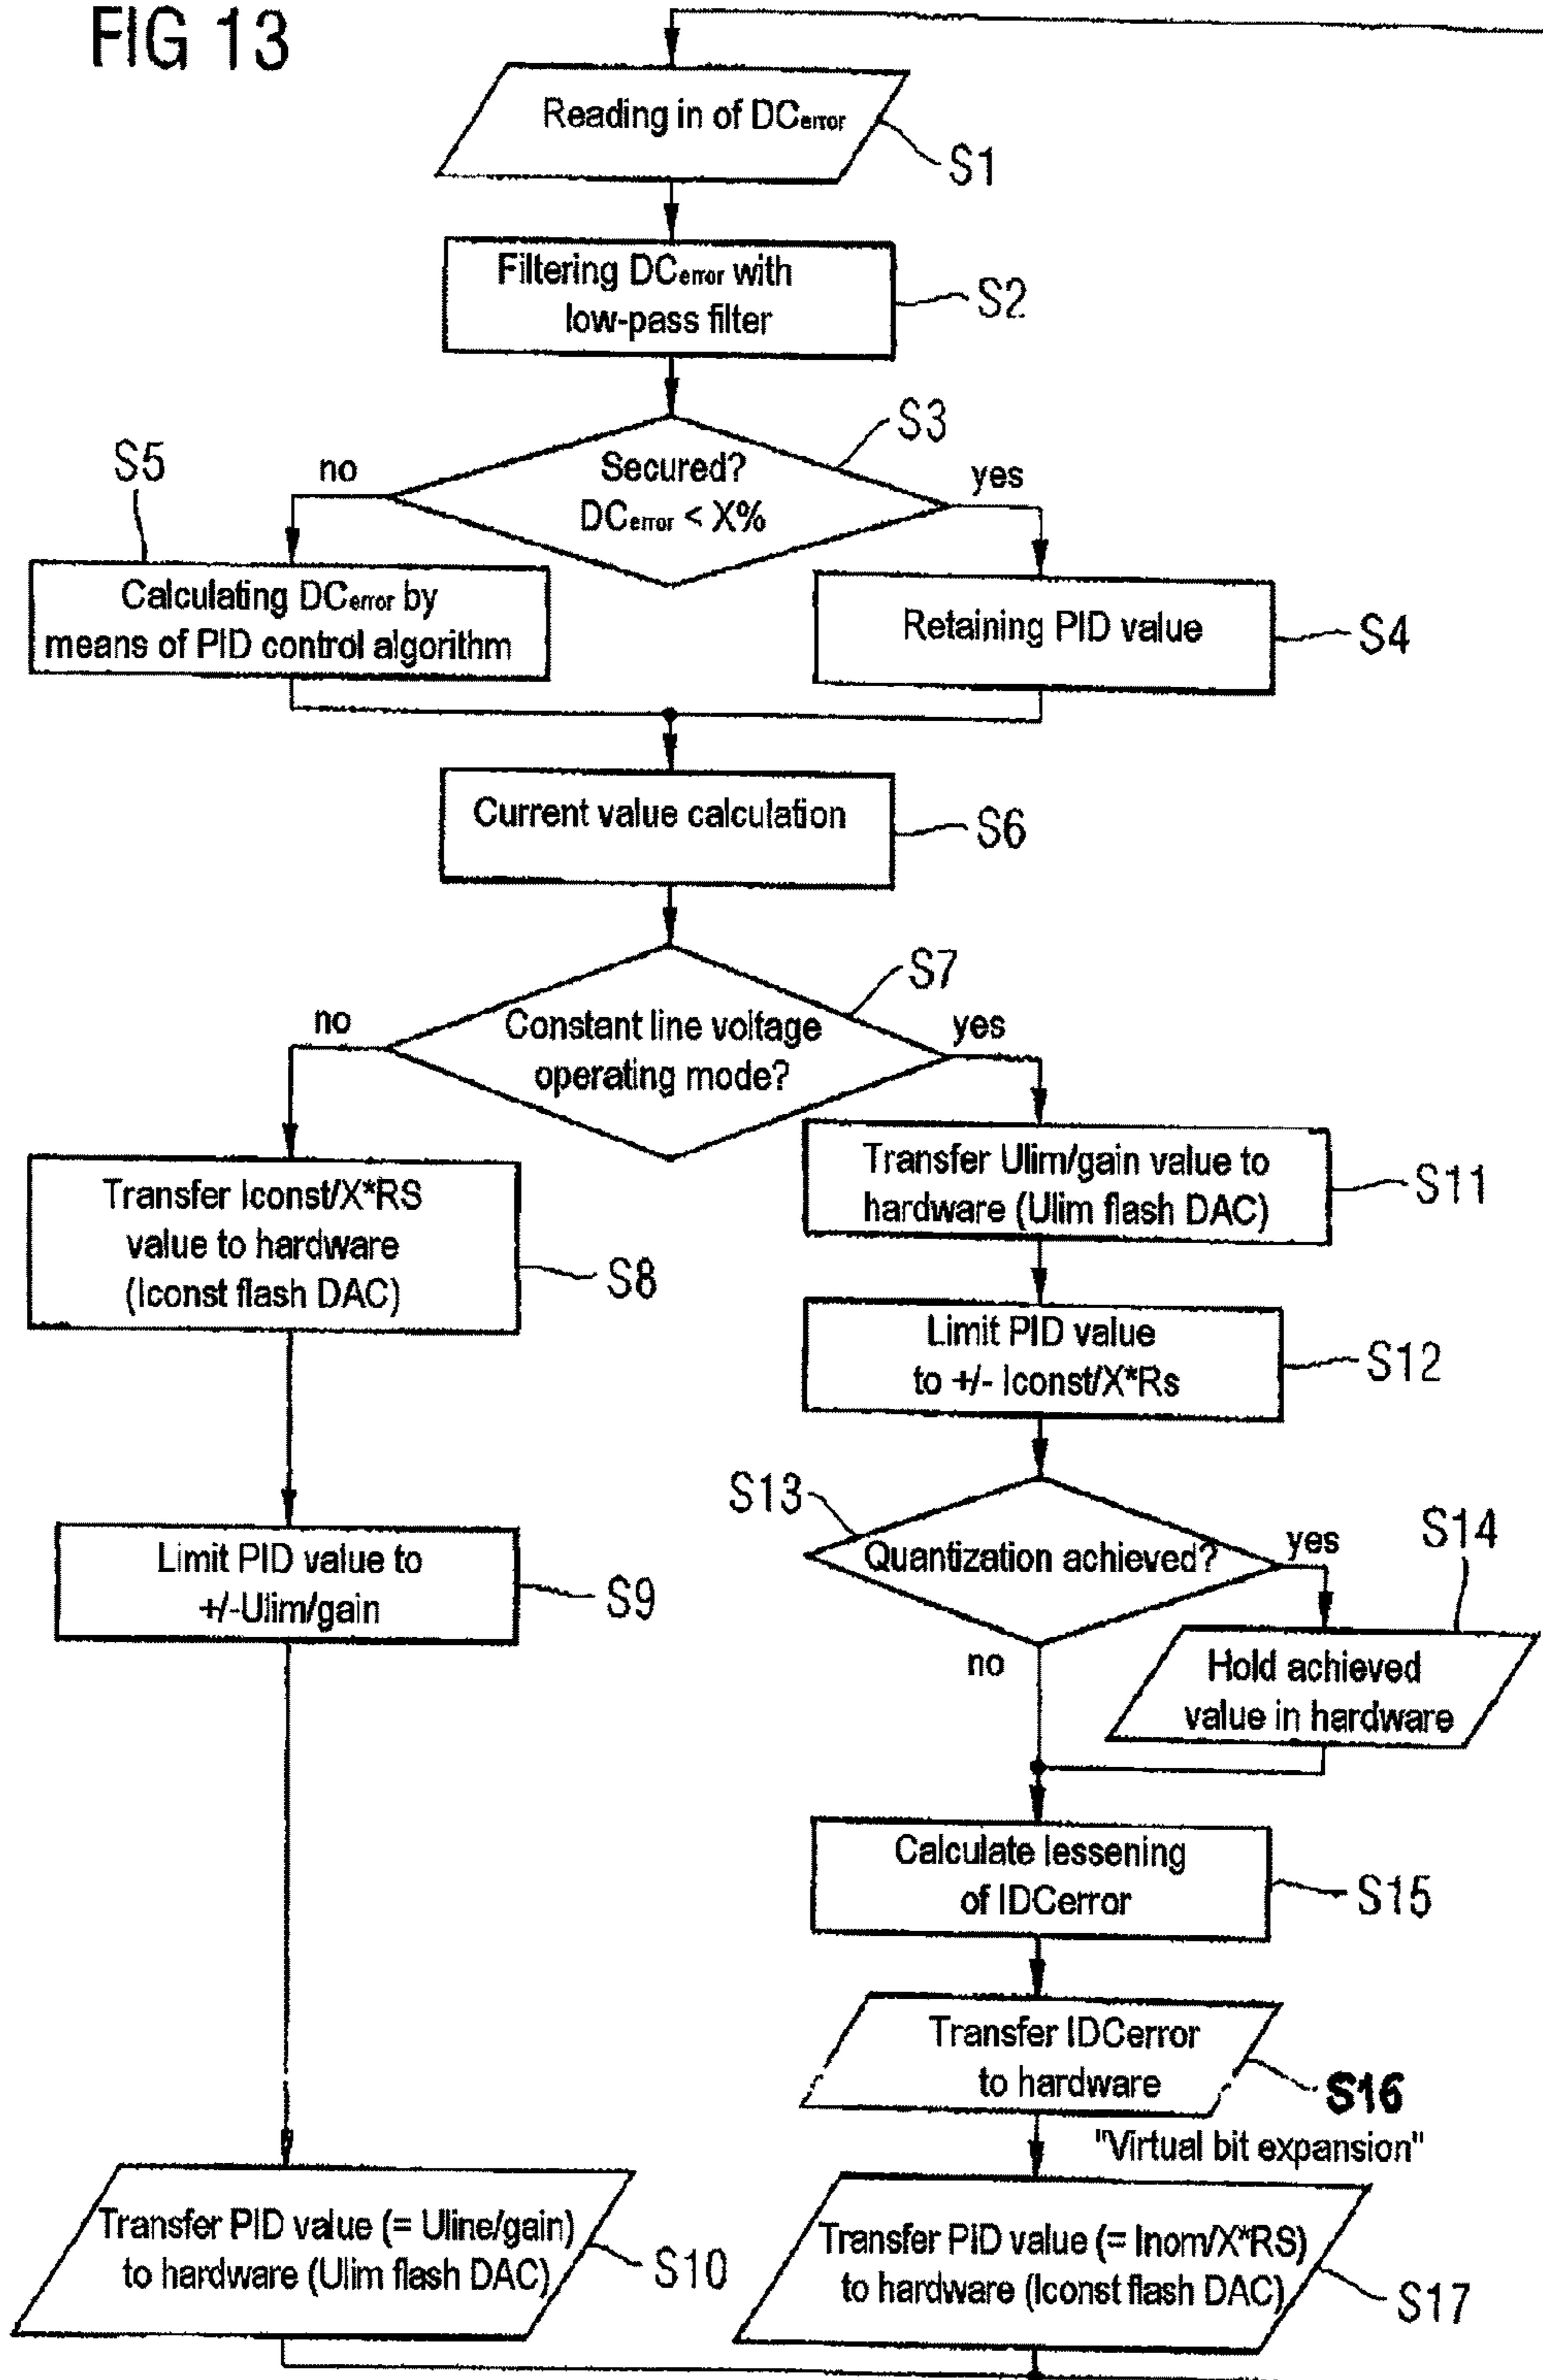 FIG 13
Reading in of DCerror
S1
Filtering DCerror with
low-pass filter
S2
S3
Secured?
DCerror < X%
no
yes
S5
Calculating DCerror by
means of PID control algorithm
Retaining PID value
S4
Current value calculation
S6
S7
Constant line voltage
operating mode?
no
yes
Transfer Iconst/X*RS
value to hardware
(Iconst flash DAC)
S8
Transfer Ulim/gain value to
hardware (Ulim flash DAC)
S11
Limit PID value
to +/- Iconst/X*Rs
S12
S13
Quantization achieved?
yes
no
S14
Hold achieved
value in hardware
Limit PID value to
+/-Ulim/gain
S9
Calculate lessening
of IDCerror
S15
Transfer IDCerror
to hardware
S16
"Virtual bit expansion"
Transfer PID value (= Uline/gain)
to hardware (Ulim flash DAC)
S10
Transfer PID value (= Inom/X*RS)
to hardware (Iconst flash DAC)
S17